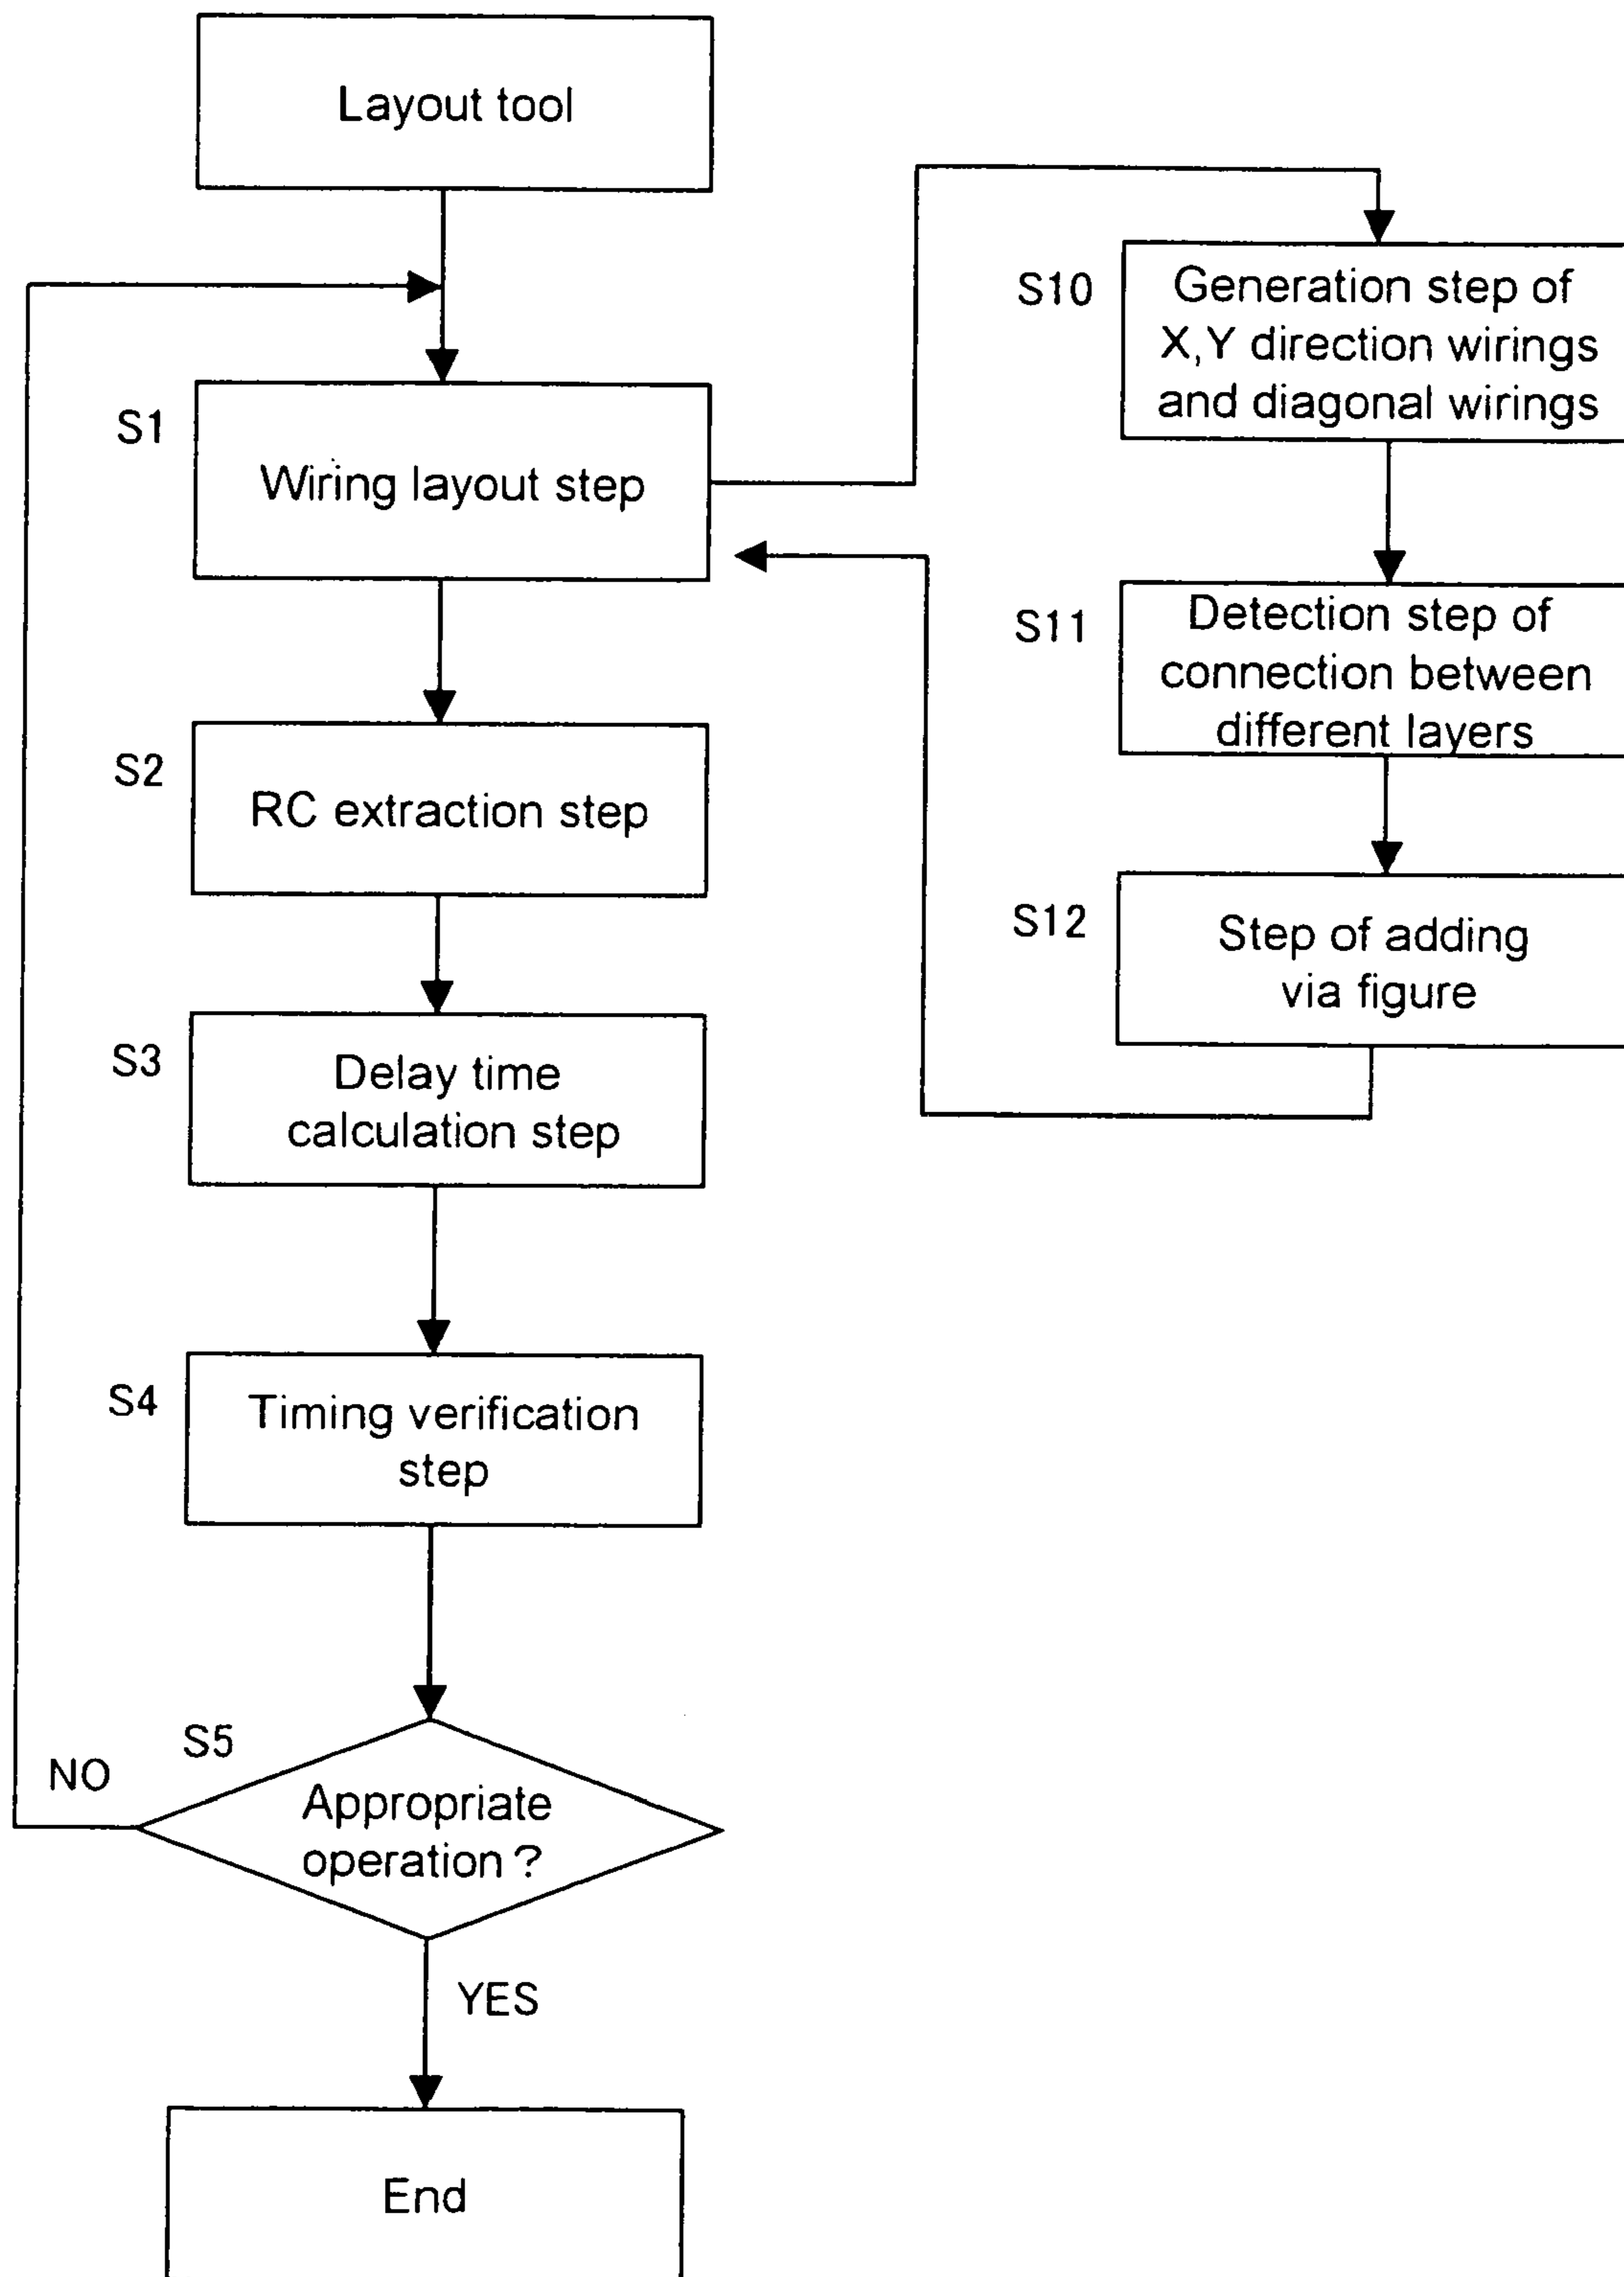 Layout tool
S1
Wiring layout step
S2
RC extraction step
S3
Delay time
calculation step
S4
Timing verification
step
S5
NO
Appropriate
operation?
YES
End
S10
Generation step of
X,Y direction wirings
and diagonal wirings
S11
Detection step of
connection between
different layers
S12
Step of adding
via figure